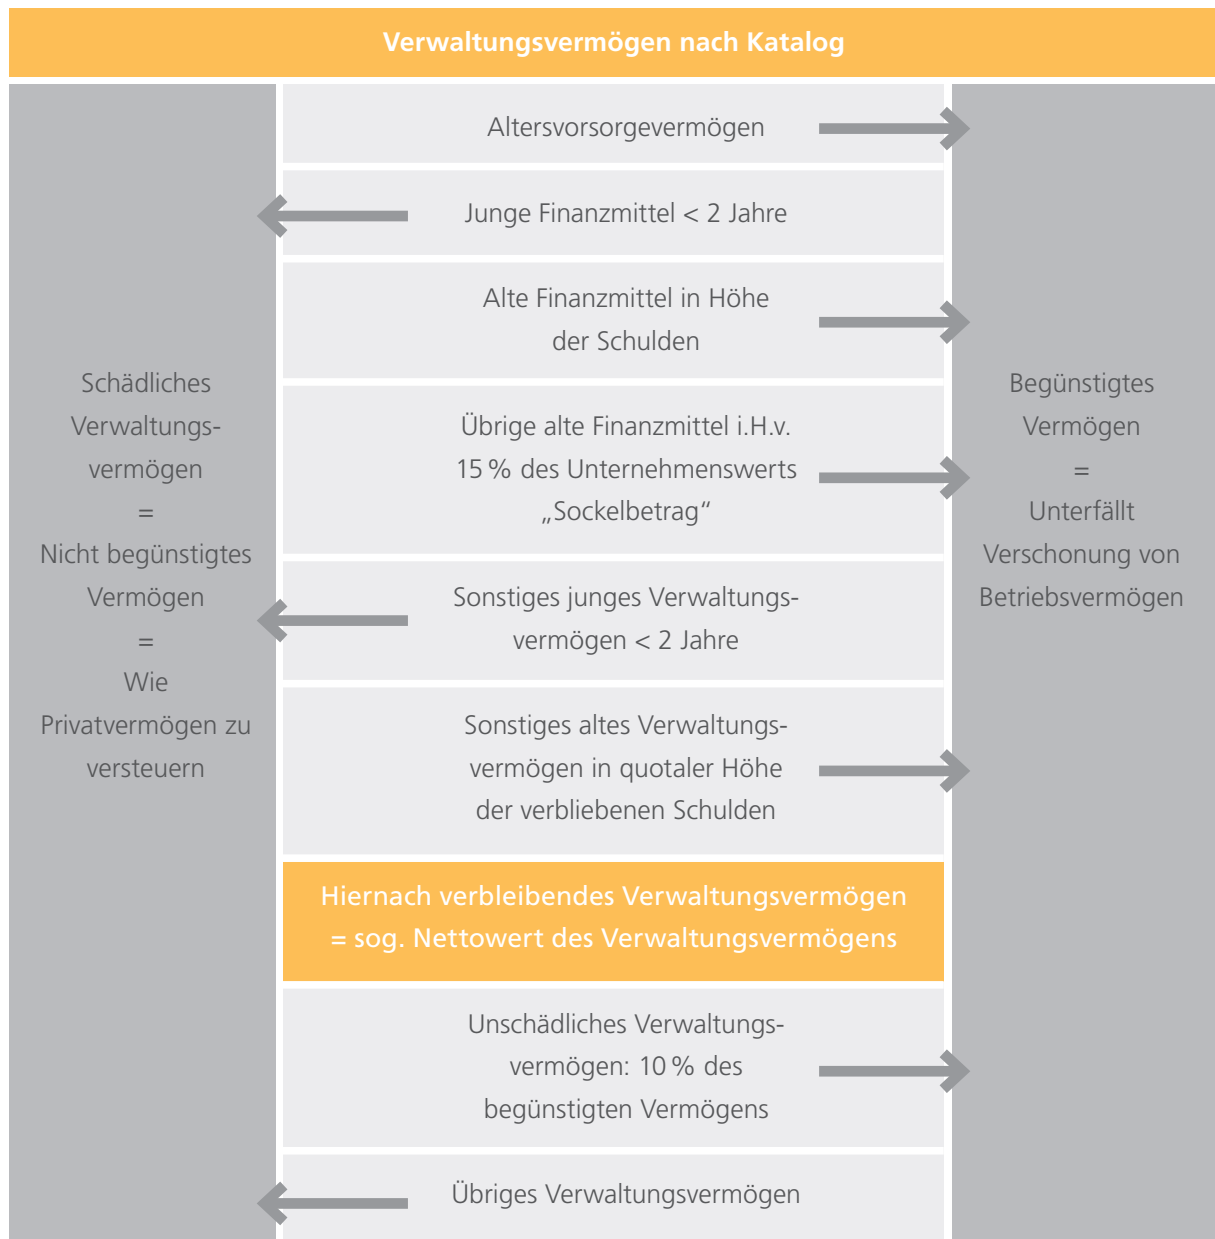 Verwaltungsvermögen nach Katalog
Schädliches
Verwaltungs-
vermögen
=
Nicht begünstigtes
Vermögen
=
Wie
Privatvermögen zu
versteuern
Altersvorsorgevermögen
Junge Finanzmittel < 2 Jahre
Alte Finanzmittel in Höhe
der Schulden
Übrige alte Finanzmittel i.H.v.
15 % des Unternehmenswerts
„Sockelbetrag“
Sonstiges junges Verwaltungs-
vermögen < 2 Jahre
Sonstiges altes Verwaltungs-
vermögen in quotaler Höhe
der verbliebenen Schulden
Hiernach verbleibendes Verwaltungsvermögen
= sog. Nettowert des Verwaltungsvermögens
Unschädliches Verwaltungs-
vermögen: 10 % des
begünstigten Vermögens
Übriges Verwaltungsvermögen
Begünstigtes
Vermögen
=
Unterfällt
Verschonung von
Betriebsvermögen